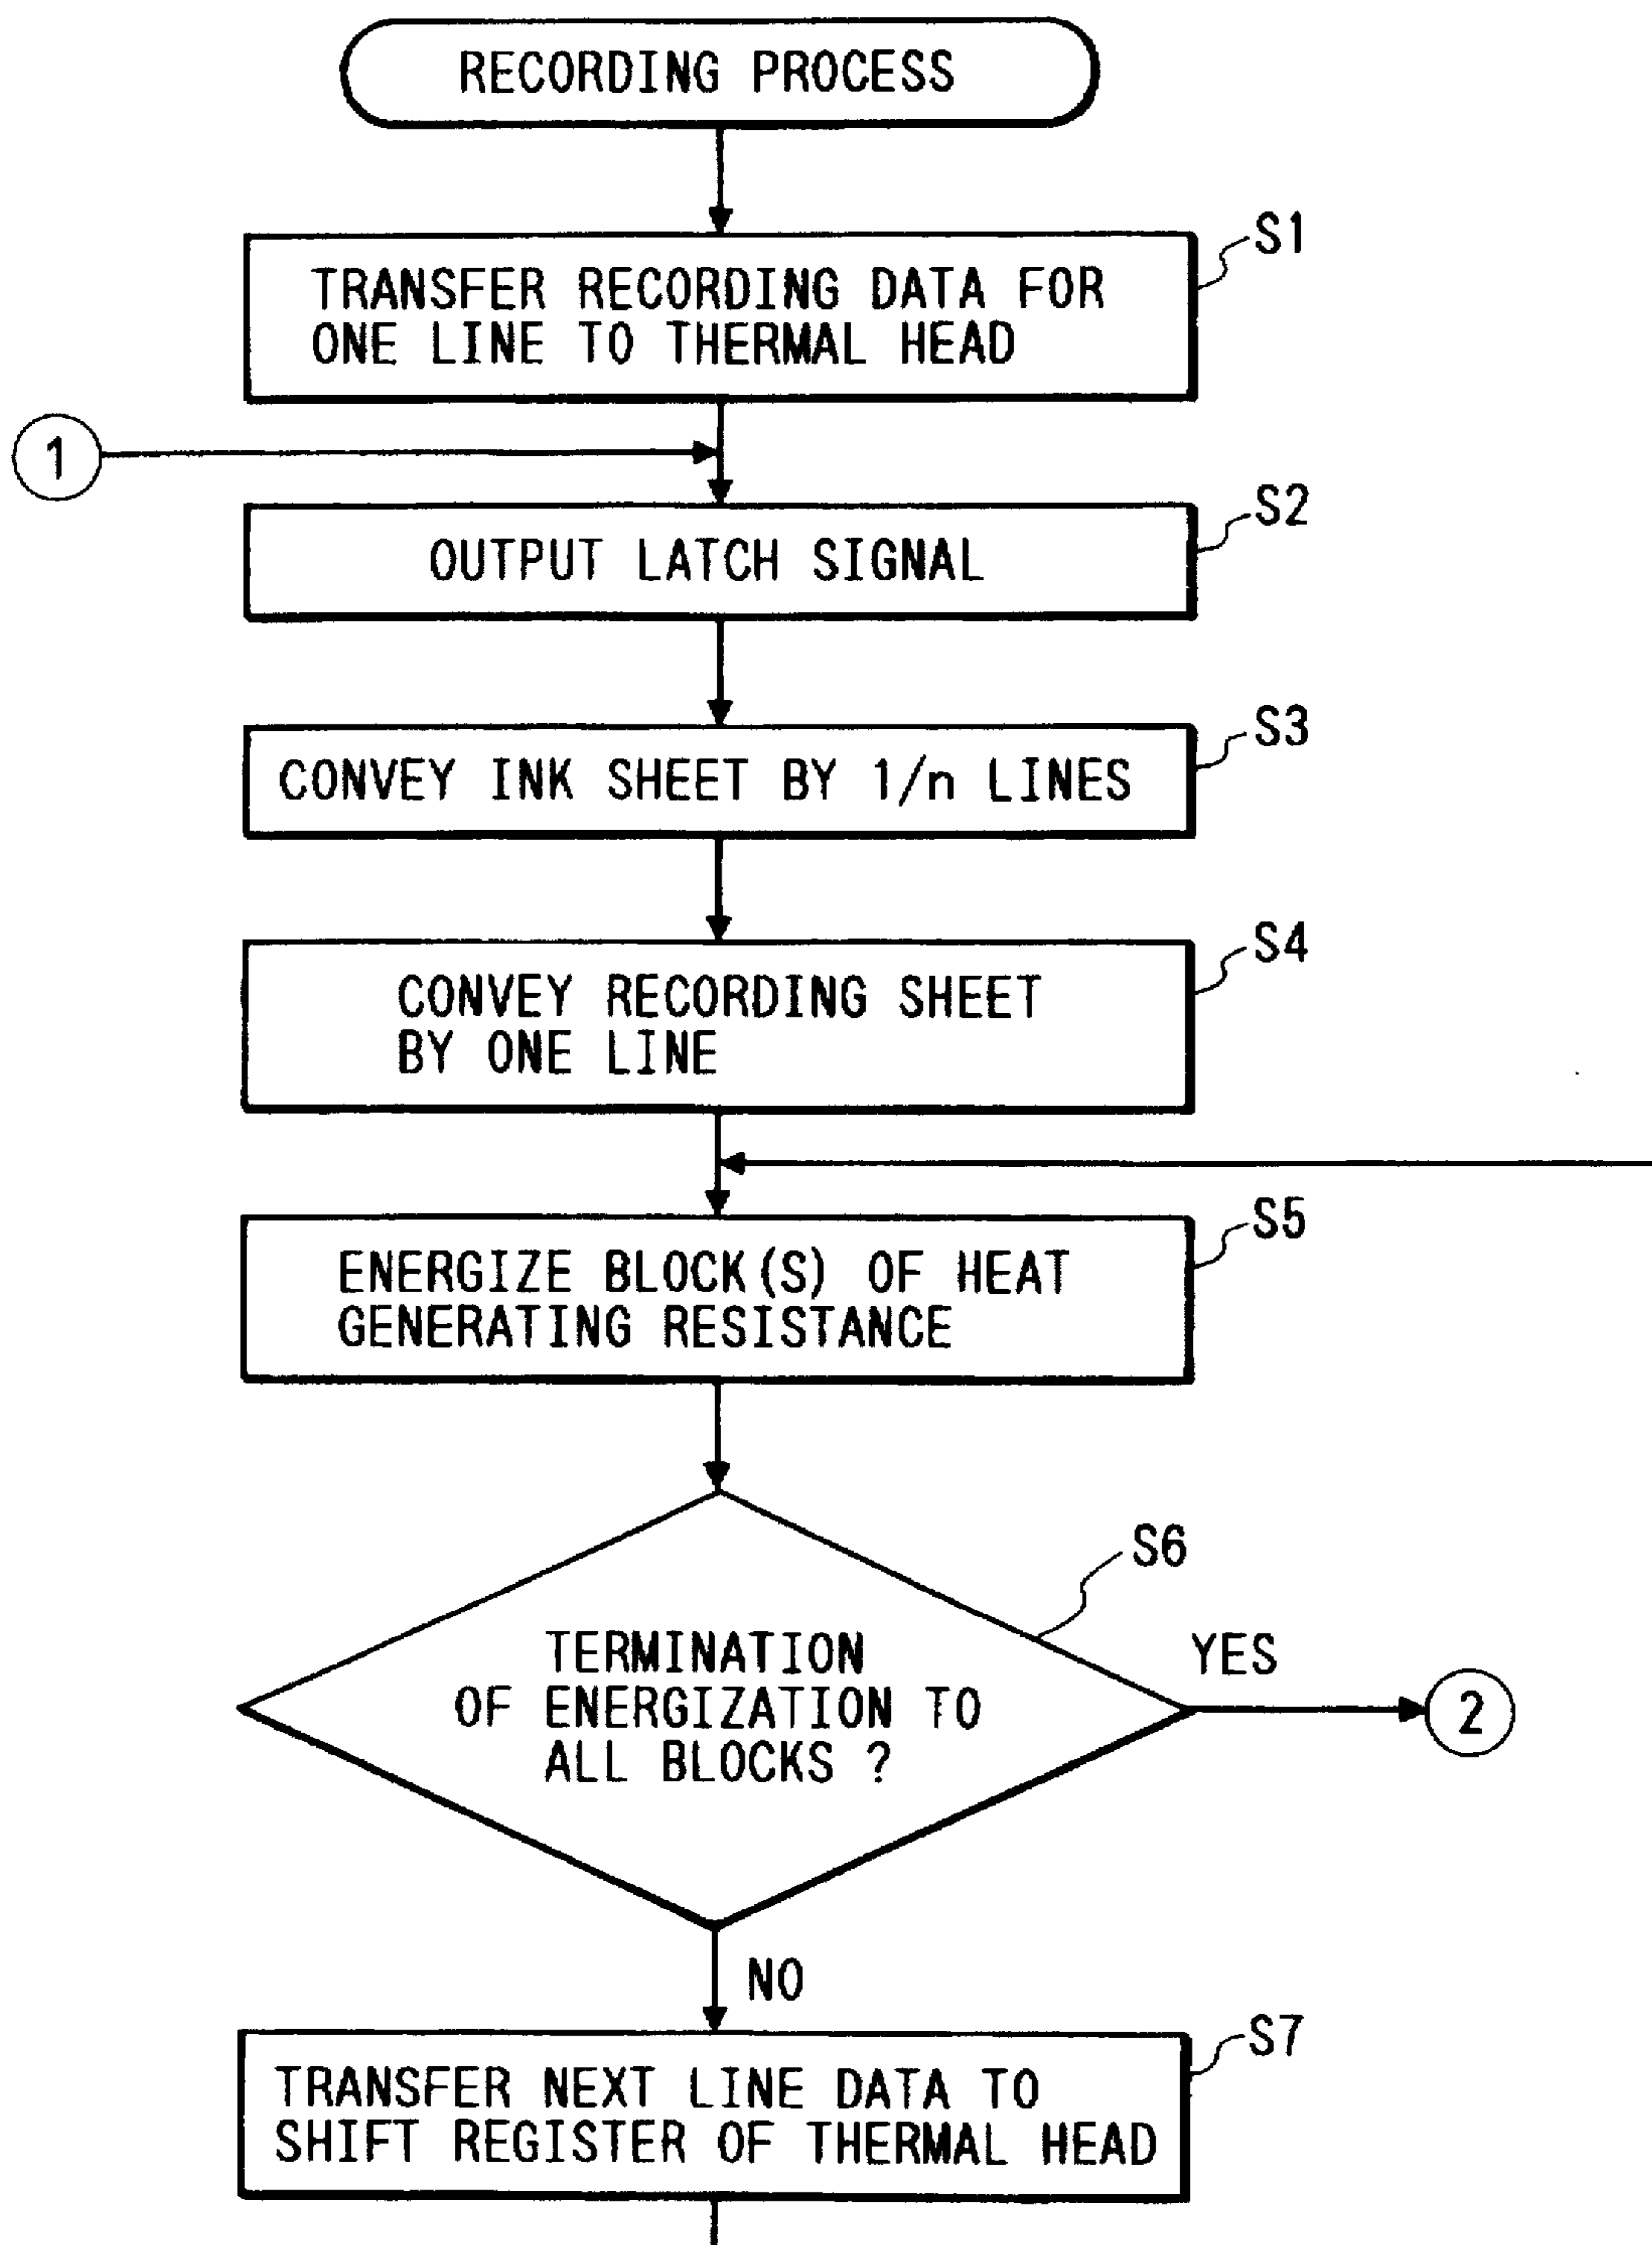 RECORDING PROCESS
S1
TRANSFER RECORDING DATA FOR
ONE LINE TO THERMAL HEAD
1
S2
OUTPUT LATCH SIGNAL
S3
CONVEY INK SHEET BY 1/n LINES
S4
CONVEY RECORDING SHEET
BY ONE LINE
S5
ENERGIZE BLOCK(S) OF HEAT
GENERATING RESISTANCE
S6
TERMINATION
OF ENERGIZATION TO
ALL BLOCKS ?
YES
2
NO
S7
TRANSFER NEXT LINE DATA TO
SHIFT REGISTER OF THERMAL HEAD